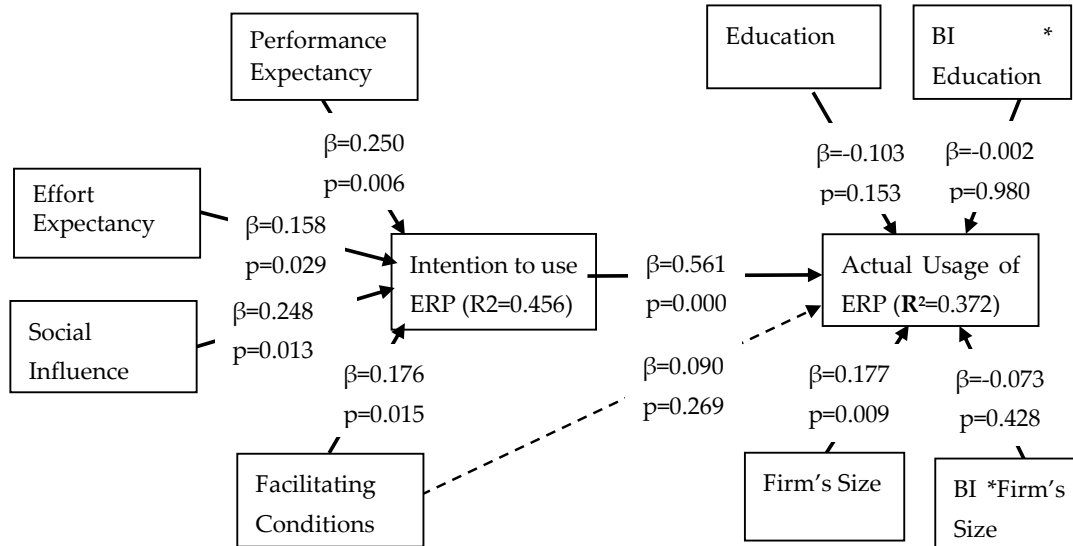 Performance
Expectancy
Education
BI *
Education
β=0.250
p=0.006
β=-0.103
p=0.153
β=-0.002
p=0.980
Effort
Expectancy
β=0.158
p=0.029
Intention to use
ERP (R2=0.456)
β=0.561
p=0.000
Actual Usage of
ERP (R²=0.372)
Social
Influence
β=0.248
p=0.013
β=0.176
p=0.015
β=0.090
p=0.269
β=0.177
p=0.009
β=-0.073
p=0.428
Facilitating
Conditions
Firm’s Size
BI *Firm’s
Size